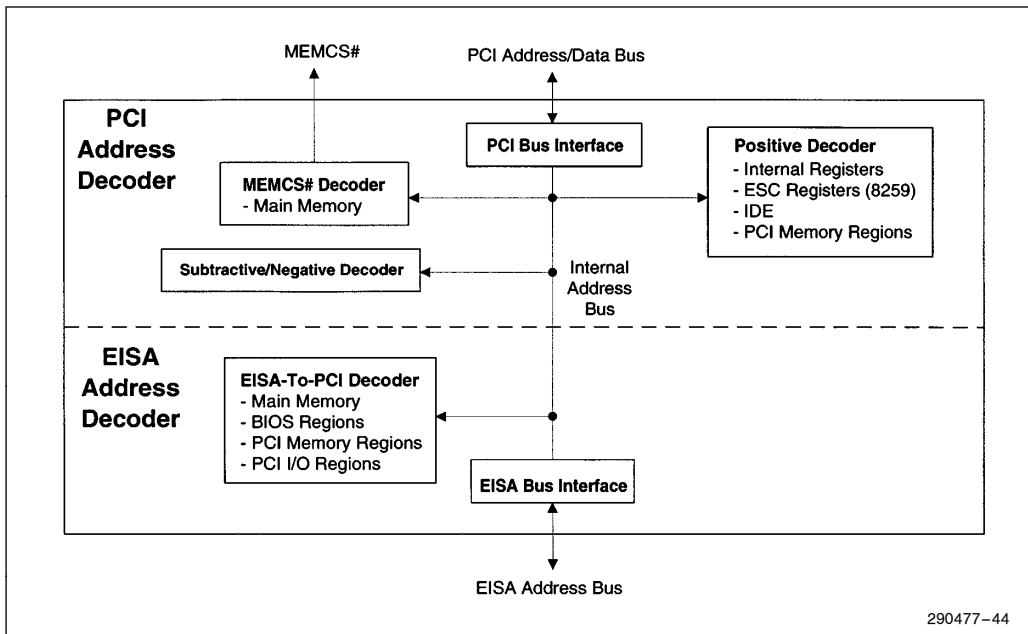 MEMCS#
PCI Address/Data Bus
PCI
Address
Decoder
PCI Bus Interface
Positive Decoder
- Internal Registers
- ESC Registers (8259)
- IDE
- PCI Memory Regions
MEMCS# Decoder
- Main Memory
Subtractive/Negative Decoder
Internal
Address
Bus
EISA
Address
Decoder
EISA-To-PCI Decoder
- Main Memory
- BIOS Regions
- PCI Memory Regions
- PCI I/O Regions
EISA Bus Interface
EISA Address Bus
290477–44